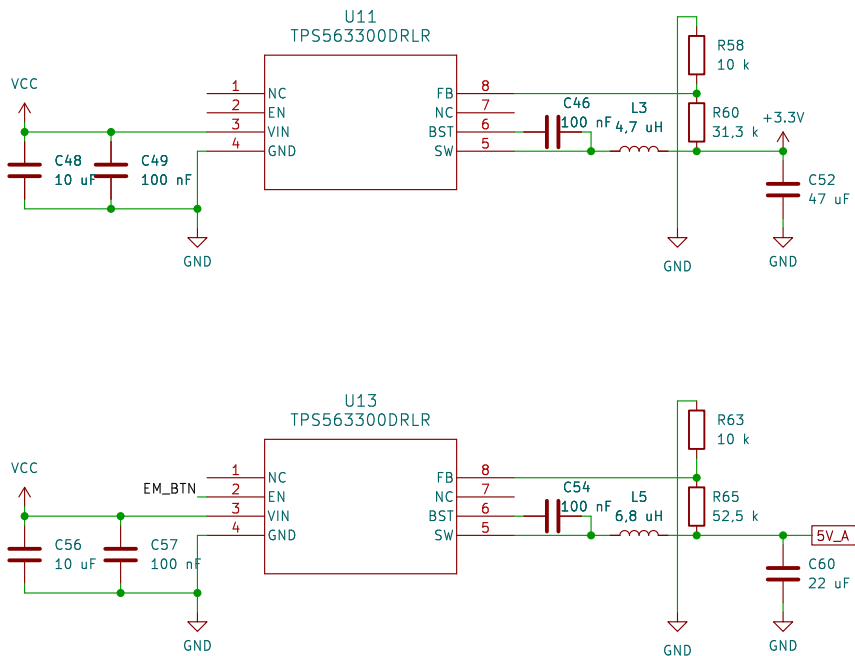 U11
TPS563300DRLR
VCC
1 NC
2 EN
3 VIN
4 GND
FB 8
NC 7
BST 6
SW 5
C48
10 uF
C49
100 nF
GND
C46
100 nF
L3
4,7 uH
R58
10 k
R60
31,3 k
+3.3V
C52
47 uF
GND
GND
U13
TPS563300DRLR
VCC
EM_BTN
1 NC
2 EN
3 VIN
4 GND
FB 8
NC 7
BST 6
SW 5
C56
10 uF
C57
100 nF
GND
C54
100 nF
L5
6,8 uH
R63
10 k
R65
52,5 k
5V_A
C60
22 uF
GND
GND